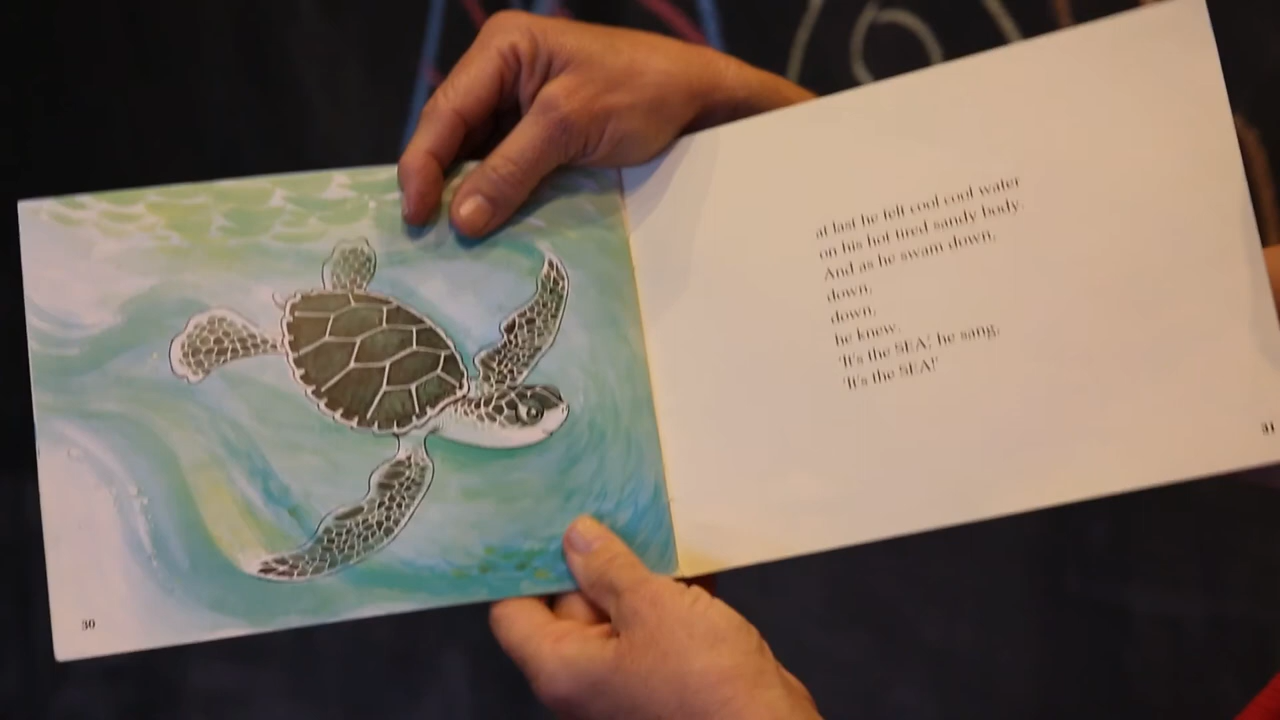 at last he felt cool cool water
on his hot tired sandy body.
And as he swam down,
down,
down,
he knew.
'It's the SEA', he sang,
'It's the SEA!'
30
31